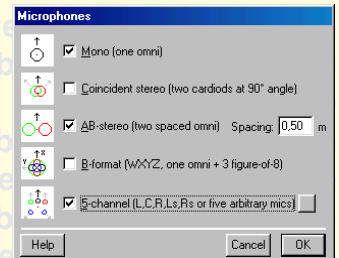 Microphones
Mono (one omni)
Coincident stereo (two cardiods at 90° angle)
AB-stereo (two spaced omni) Spacing: 0,50 m
B-format (WXYZ, one omni + 3 figure-of-8)
5-channel (L,C,R,Ls,Rs or five arbitrary mics)
Help Cancel OK